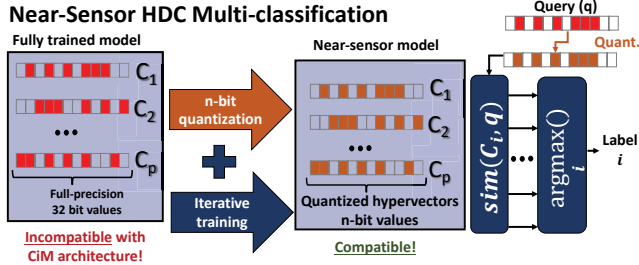 Near-Sensor HDC Multi-classification
Query (q)
Quant.
Fully trained model
C1
C2
•••
Cp
Full-precision
32 bit values
Incompatible with
CiM architecture!
n-bit
quantization
Iterative
training
Near-sensor model
C1
C2
•••
Cp
Quantized hypervectors
n-bit values
Compatible!
sim(Ci, q)
•••
argmax()
i
Label
i